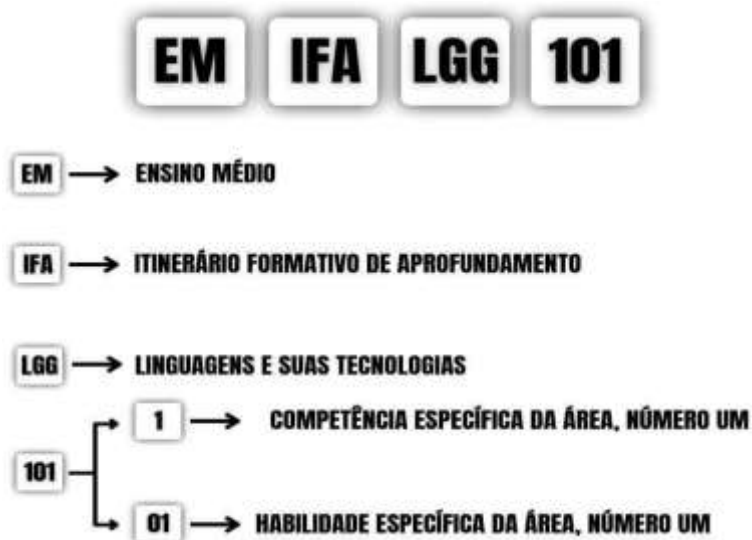 EM IFA LGG 101
EM → ENSINO MÉDIO
IFA → ITINERÁRIO FORMATIVO DE APROFUNDAMENTO
LGG → LINGUAGENS E SUAS TECNOLOGIAS
1 → COMPETÊNCIA ESPECÍFICA DA ÁREA, NÚMERO UM
101
01 → HABILIDADE ESPECÍFICA DA ÁREA, NÚMERO UM